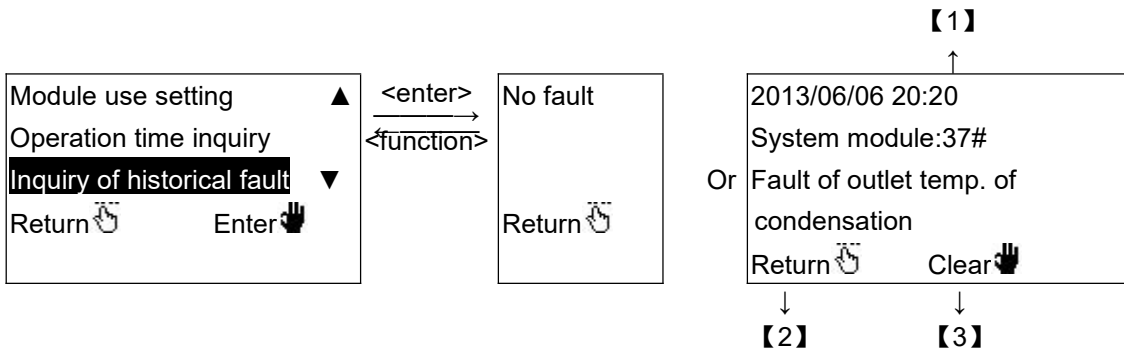 【1】
↑
Module use setting ▲
Operation time inquiry
Inquiry of historical fault ▼
Return Enter
<enter>
→
←
<function>
No fault
Return
Or
2013/06/06 20:20
System module:37#
Fault of outlet temp. of
condensation
Return Clear
↓ ↓
【2】 【3】